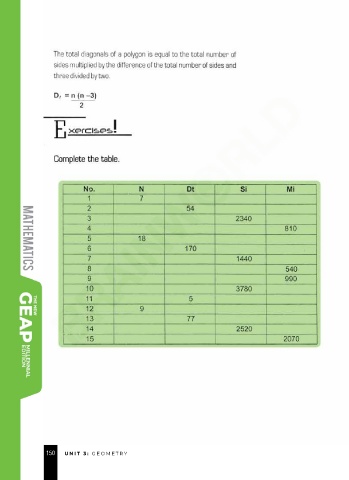 The total diagonals of a polygon is equal to the total number of
sides multiplied by the difference of the total number of sides and
three divided by two.
D, = n (n –3)
2
Exercises!
Complete the table.
No. N Dt Si Mi
1 7
2 54
3 2340
4 810
5 18
6 170
7 1440
8 540
9 990
10 3780
11 5
12 9
13 77
14 2520
15 2070
MATHEMATICS
THE NEW
GEAP
MILLENNIAL
EDITION
150 UNIT 3: GEOMETRY